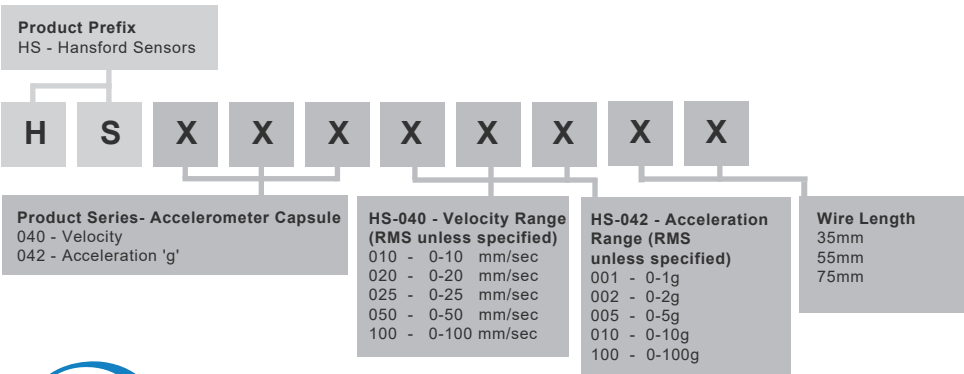 Product Prefix
HS - Hansford Sensors
H S X X X X X X X X
Product Series- Accelerometer Capsule
040 - Velocity
042 - Acceleration 'g'
HS-040 - Velocity Range
(RMS unless specified)
010 - 0-10 mm/sec
020 - 0-20 mm/sec
025 - 0-25 mm/sec
050 - 0-50 mm/sec
100 - 0-100 mm/sec
HS-042 - Acceleration
Range (RMS
unless specified)
001 - 0-1g
002 - 0-2g
005 - 0-5g
010 - 0-10g
100 - 0-100g
Wire Length
35mm
55mm
75mm